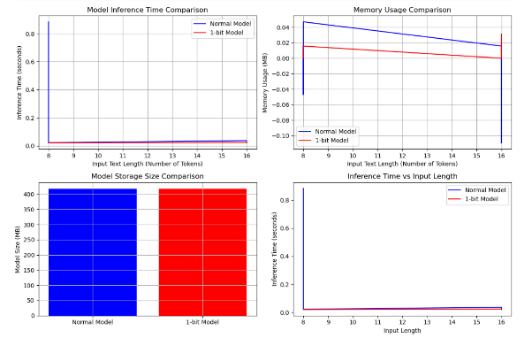 Model Inference Time Comparison
Normal Model
1-bit Model
Inference Time (seconds)
0.8
0.6
0.4
0.2
0.0
8 9 10 11 12 13 14 15 16
Input Text Length (Number of Tokens)
Memory Usage Comparison
Memory Usage (MB)
0.04
0.02
0.00
−0.02
−0.04
−0.06
−0.08
−0.10
Normal Model
1-bit Model
8 9 10 11 12 13 14 15 16
Input Text Length (Number of Tokens)
Model Storage Size Comparison
Model Size (MB)
400
350
300
250
200
150
100
50
0
Normal Model 1-bit Model
Inference Time vs Input Length
Normal Model
1-bit Model
Inference Time (seconds)
0.8
0.6
0.4
0.2
0.0
8 9 10 11 12 13 14 15 16
Input Length